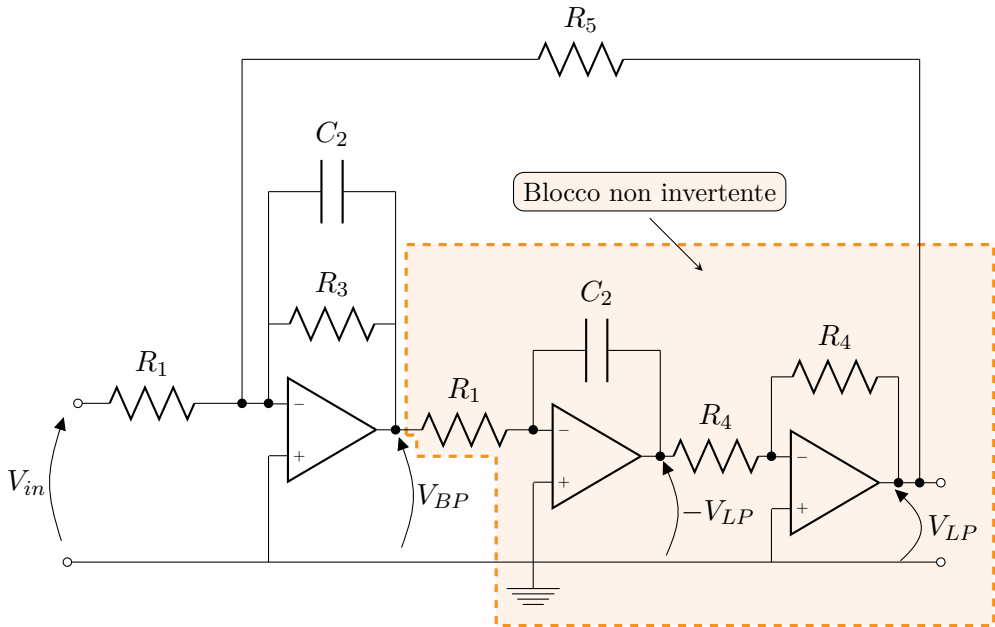 R5
C2
Blocco non invertente
R3
C2
R4
R1
R1
R4
−
+
−
+
−
+
Vin
VBP
−VLP
VLP